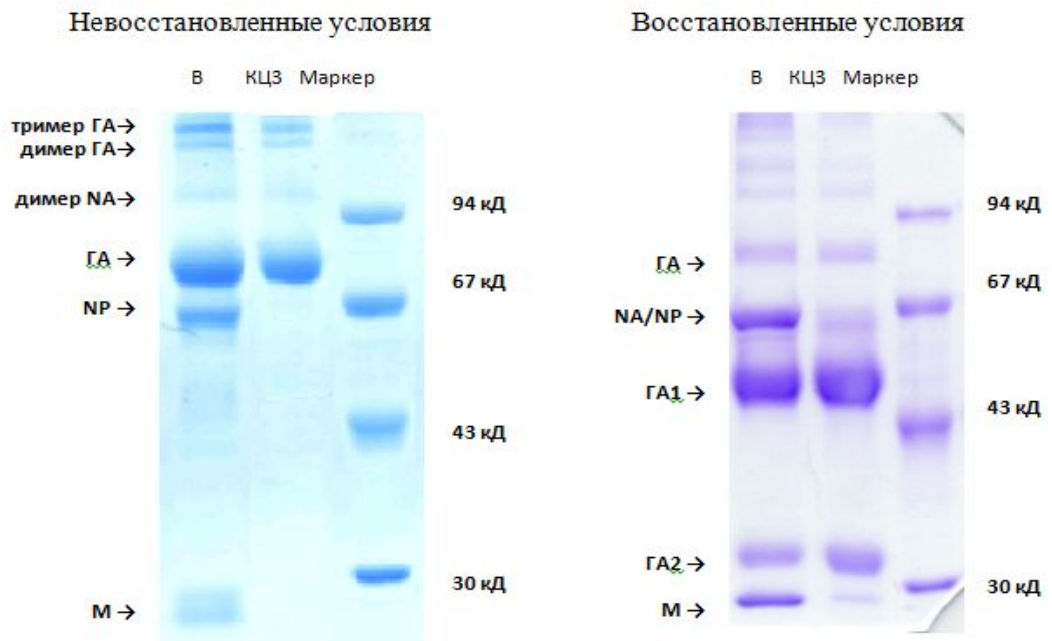 Невосстановленные условия
В КЦЗ Маркер
тример ГА→
димер ГА→
димер NA→
ГА →
NP →
М →
94 кД
67 кД
43 кД
30 кД
Восстановленные условия
В КЦЗ Маркер
ГА →
NA/NP →
ГА1 →
ГА2 →
М →
94 кД
67 кД
43 кД
30 кД